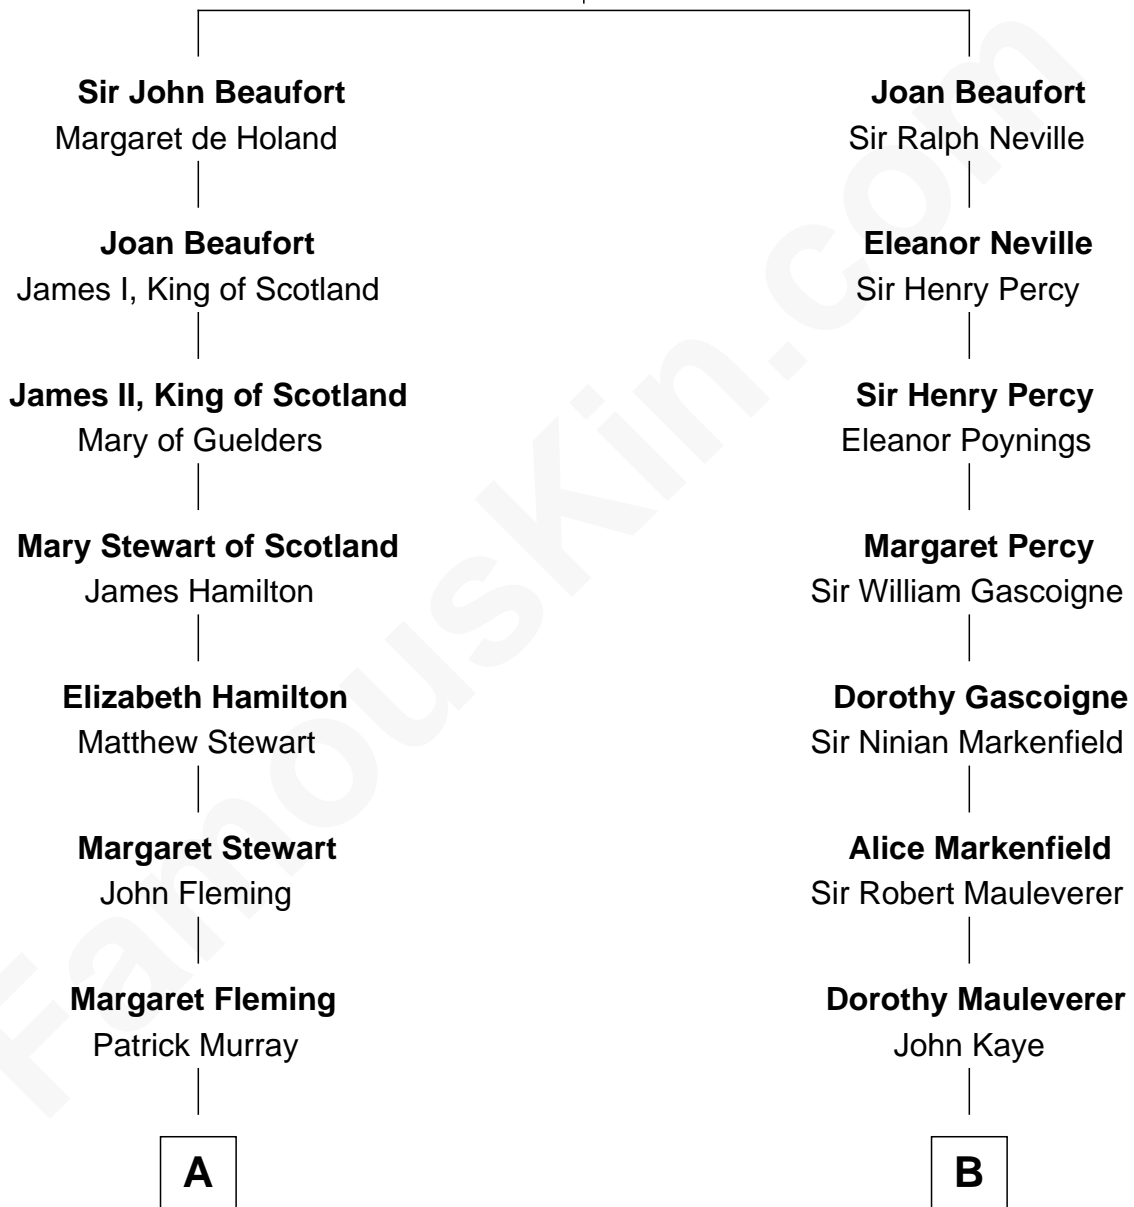 Sir John Beaufort
Margaret de Holand
Joan Beaufort
James I, King of Scotland
James II, King of Scotland
Mary of Guelders
Mary Stewart of Scotland
James Hamilton
Elizabeth Hamilton
Matthew Stewart
Margaret Stewart
John Fleming
Margaret Fleming
Patrick Murray
A
Joan Beaufort
Sir Ralph Neville
Eleanor Neville
Sir Henry Percy
Sir Henry Percy
Eleanor Poynings
Margaret Percy
Sir William Gascoigne
Dorothy Gascoigne
Sir Ninian Markenfield
Alice Markenfield
Sir Robert Mauleverer
Dorothy Mauleverer
John Kaye
B
FamousKin.com